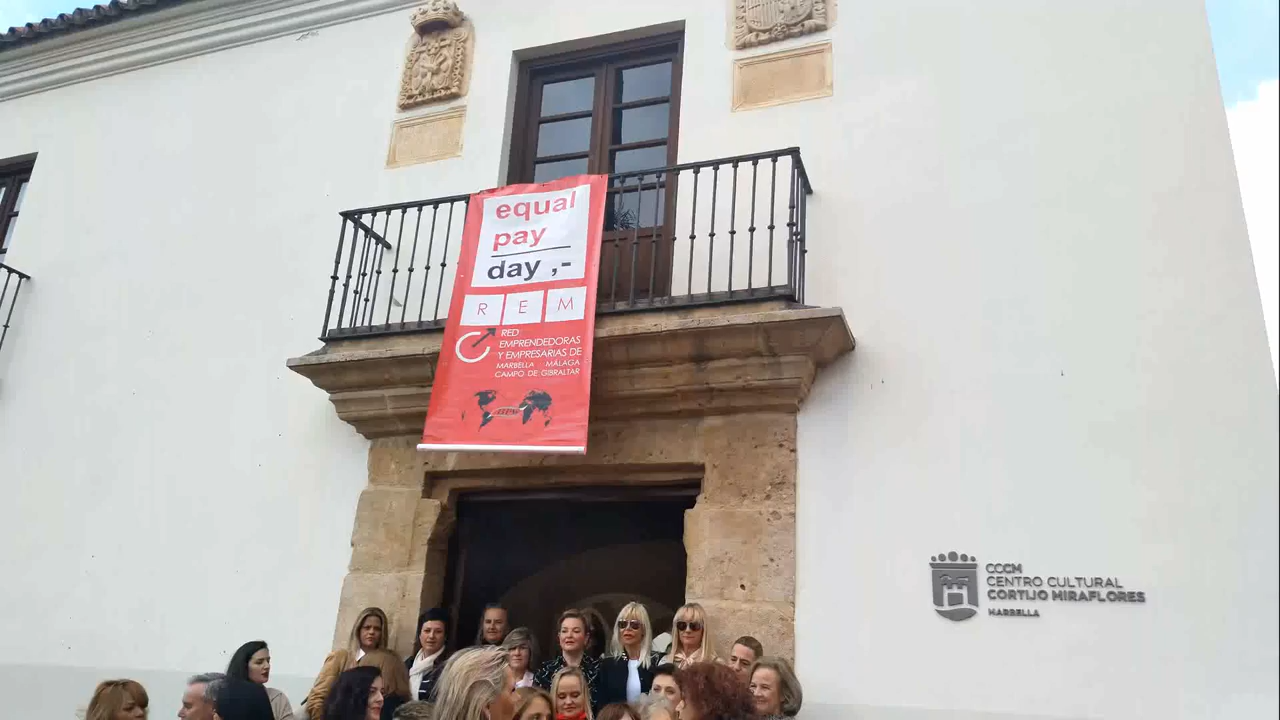 equal
pay
day ,-
R E M
RED
EMPRENDEDORAS
Y EMPRESARIAS DE
MARBELLA MÁLAGA
CAMPO DE GIBRALTAR
CCCM
CENTRO CULTURAL
CORTIJO MIRAFLORES
MARBELLA